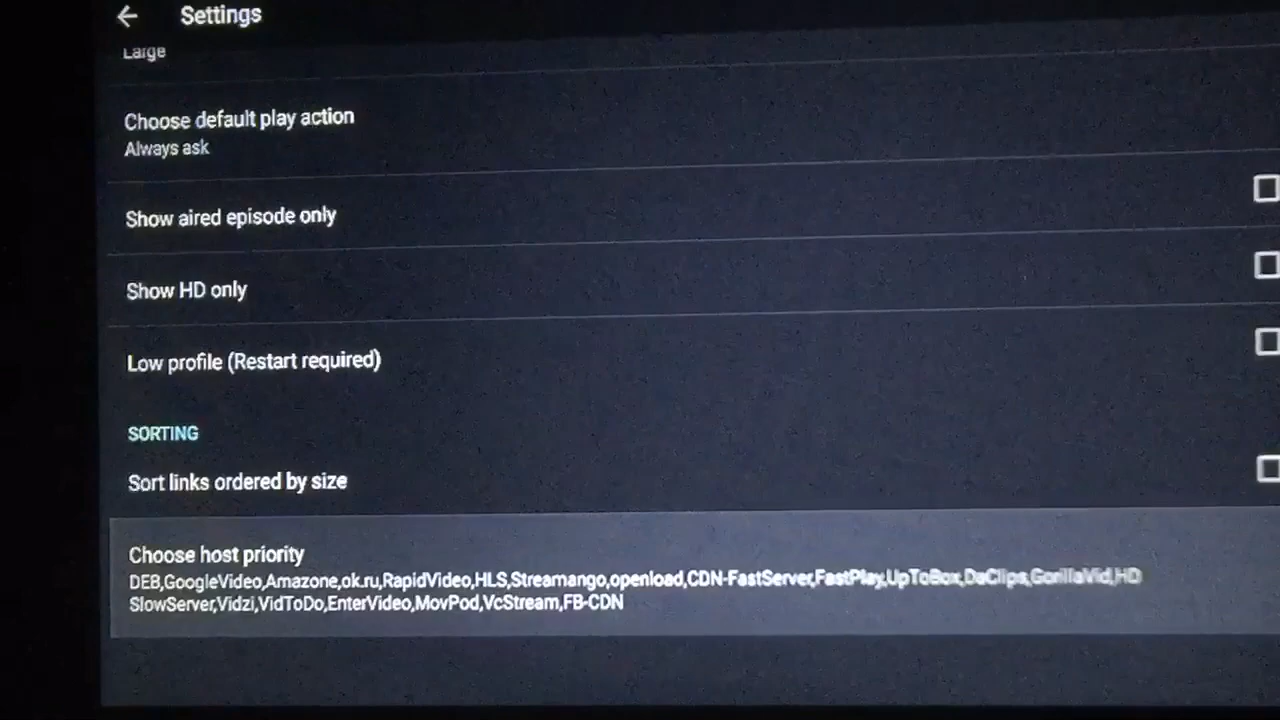 Settings
Large
Choose default play action
Always ask
Show aired episode only
Show HD only
Low profile (Restart required)
SORTING
Sort links ordered by size
Choose host priority
DEB,GoogleVideo,Amazone,ok.ru,RapidVideo,HLS,Streamango,openload,CDN-FastServer,FastPlay,UpToBox,DaClips,GorillaVid,HD
SlowServer,Vidzi,VidToDo,EnterVideo,MovPod,VcStream,FB-CDN